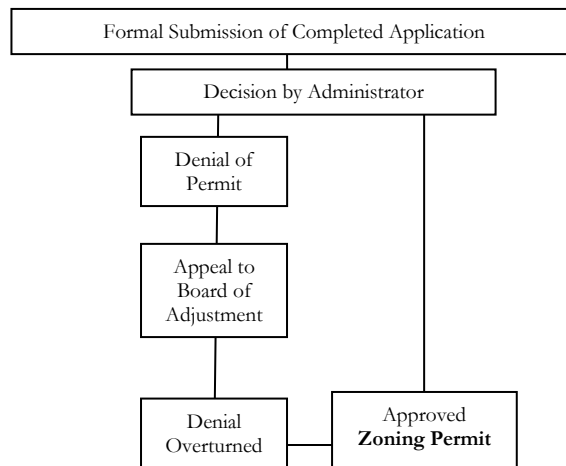 Formal Submission of Completed Application
Decision by Administrator
Denial of
Permit
Appeal to
Board of
Adjustment
Denial
Overturned
Approved
Zoning Permit